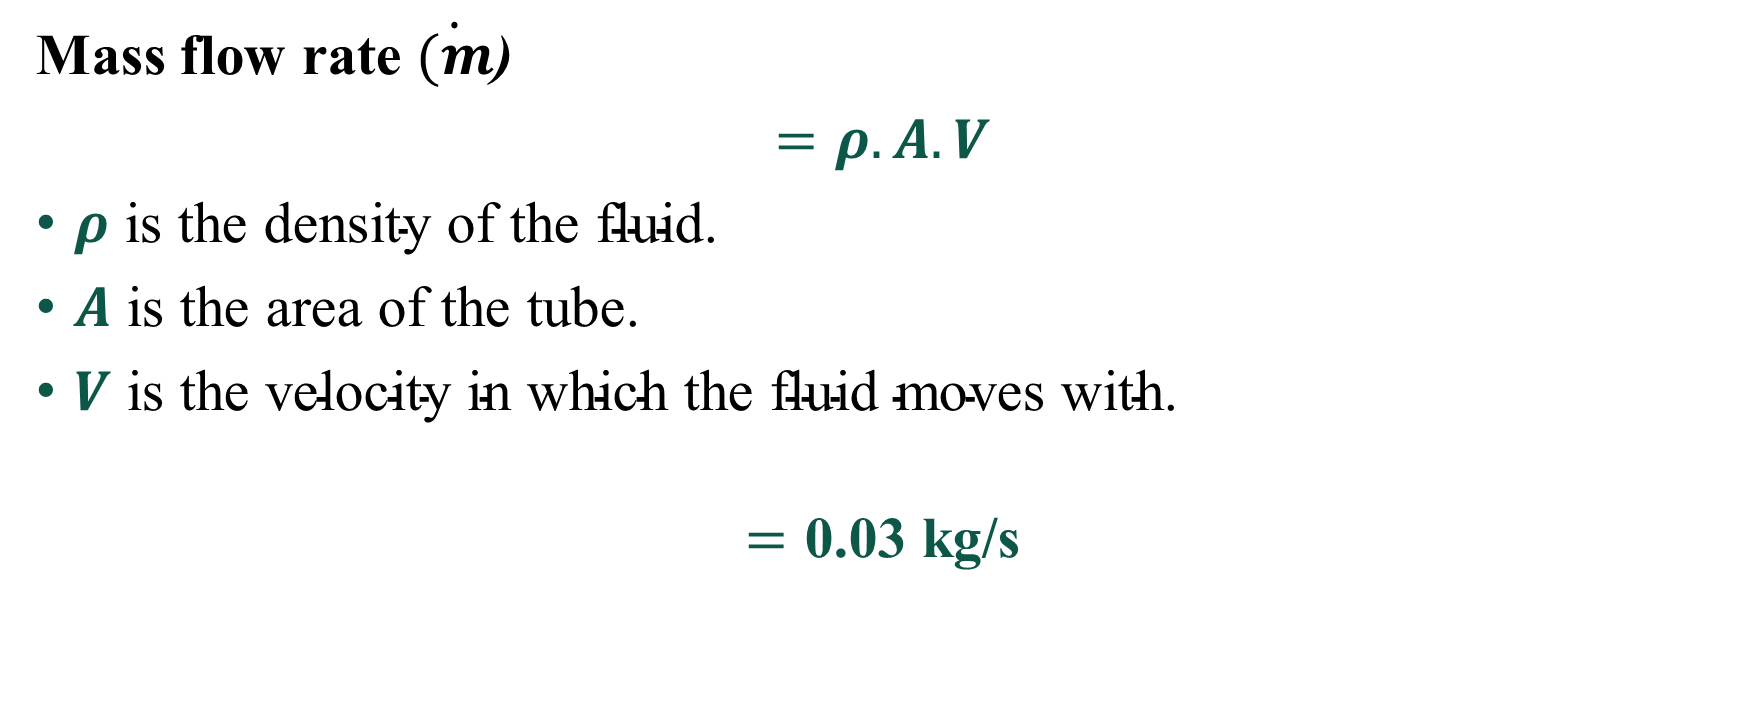 Mass flow rate (ṁ)
= ρ. A. V
• ρ is the density of the fluid.
• A is the area of the tube.
• V is the velocity in which the fluid moves with.
= 0.03 kg/s